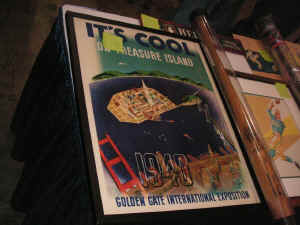 IT'S COOL
ON TREASURE ISLAND
1940
GOLDEN GATE INTERNATIONAL EXPOSITION